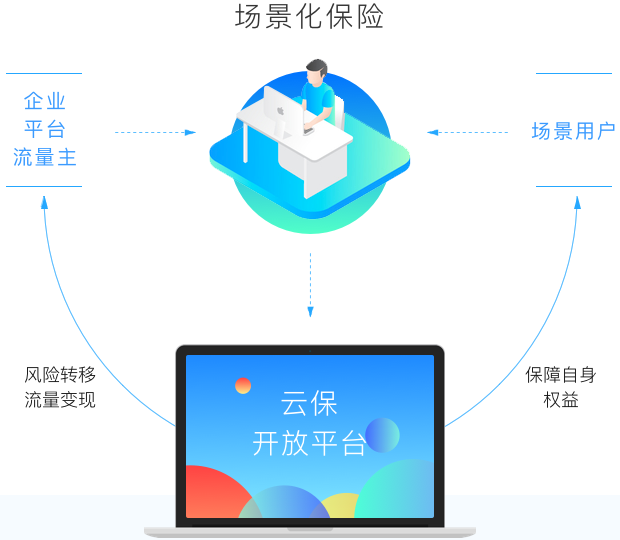 场景化保险
企业
平台
流量主
场景用户
风险转移
流量变现
保障自身
权益
云保
开放平台